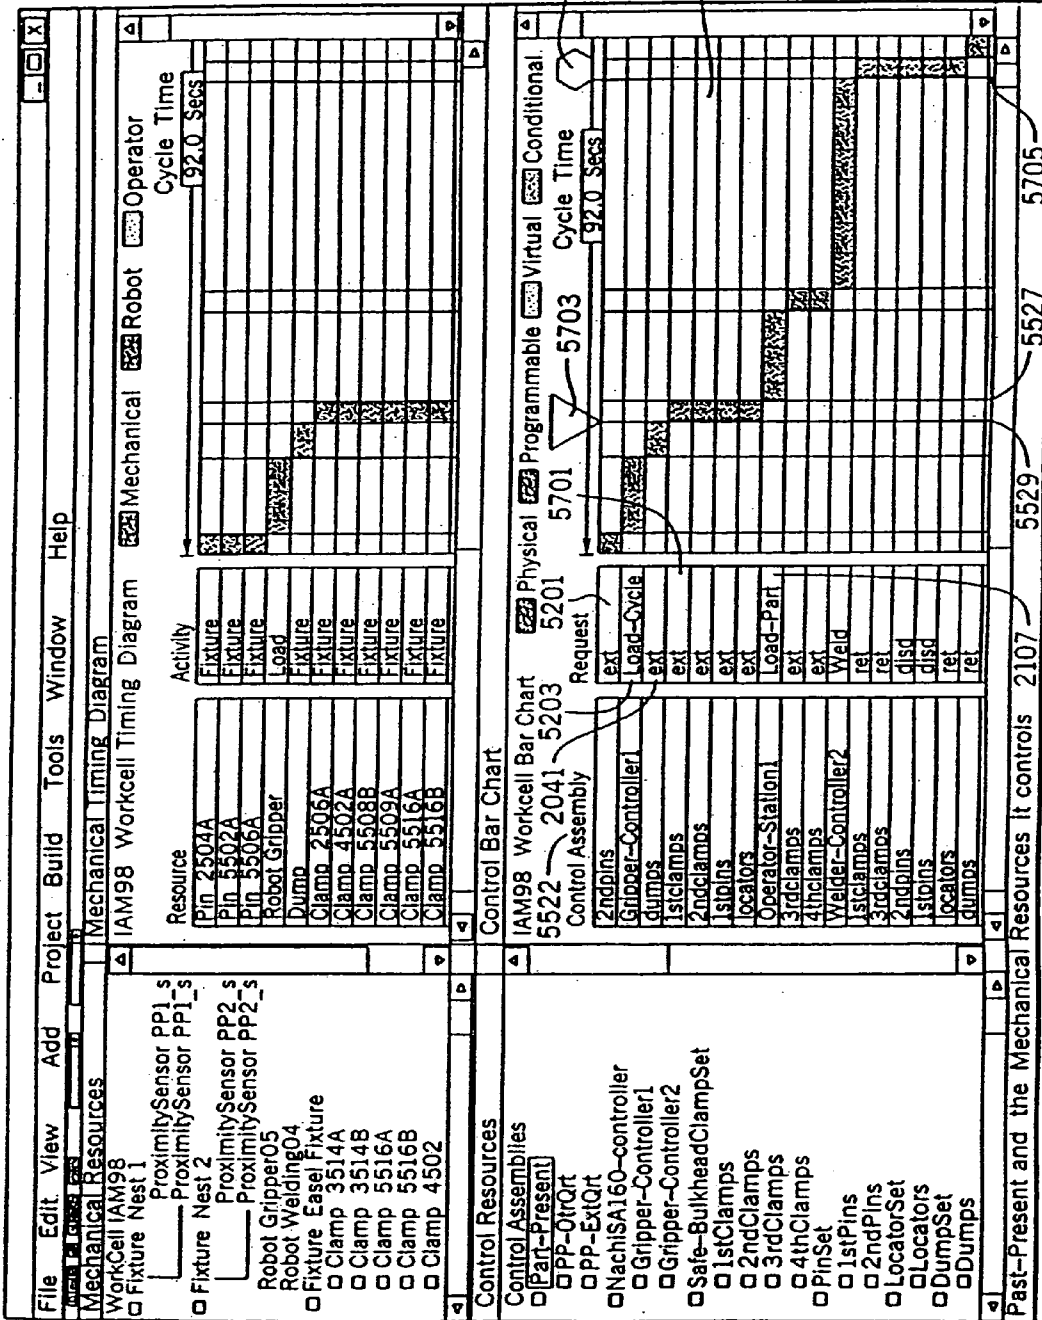 File Edit View Add Project Build Tools Window Help
Mechanical Resources
WorkCell IAM98
Fixture Nest 1
ProximitySensor PP1_s
ProximitySensor PP1_s
Fixture Nest 2
ProximitySensor PP2_s
ProximitySensor PP2_s
Robot Gripper05
Robot Welding04
Fixture Easel Fixture
Clamp 3514A
Clamp 3514B
Clamp 5516A
Clamp 5516B
Clamp 4502
Mechanical Timing Diagram
IAM98 Workcell Timing Diagram Mechanical Robot Operator
Resource Activity Cycle Time
92.0 Secs
Pin 2504A Fixture
Pin 5502A Fixture
Pin 5506A Fixture
Robot Gripper Load
Dump Fixture
Clamp 2506A Fixture
Clamp 4502A Fixture
Clamp 5508B Fixture
Clamp 5509A Fixture
Clamp 5516A Fixture
Clamp 5516B Fixture
Control Resources
Control Assemblies
Part-Present
PP-OtrQrt
PP-ExtQrt
NachiSA160-controller
Gripper-Controller1
Gripper-Controller2
Safe-BulkheadClampSet
1stClamps
2ndClamps
3rdClamps
4thClamps
PinSet
1stPins
2ndPins
LocatorSet
Locators
DumpSet
Dumps
Control Bar Chart
IAM98 Workcell Bar Chart Physical Programmable Virtual Conditional
5522 2041 5203 5201 5701 5703
Control Assembly Request Cycle Time
92.0 Secs
2ndpins ext
Gripper-Controller1 Load-Cycle
dumps ext
1stclamps ext
2ndclamps ext
1stpins ext
locators ext
Operator-Station1 Load-Part
3rdclamps ext
4thclamps ext
Welder-Controller2 Weld
1stclamps ret
3rdclamps ret
2ndpins disd
1stpins disd
locators ret
dumps ret
Past-Present and the Mechanical Resources it controls
2107 5529 5527 5705